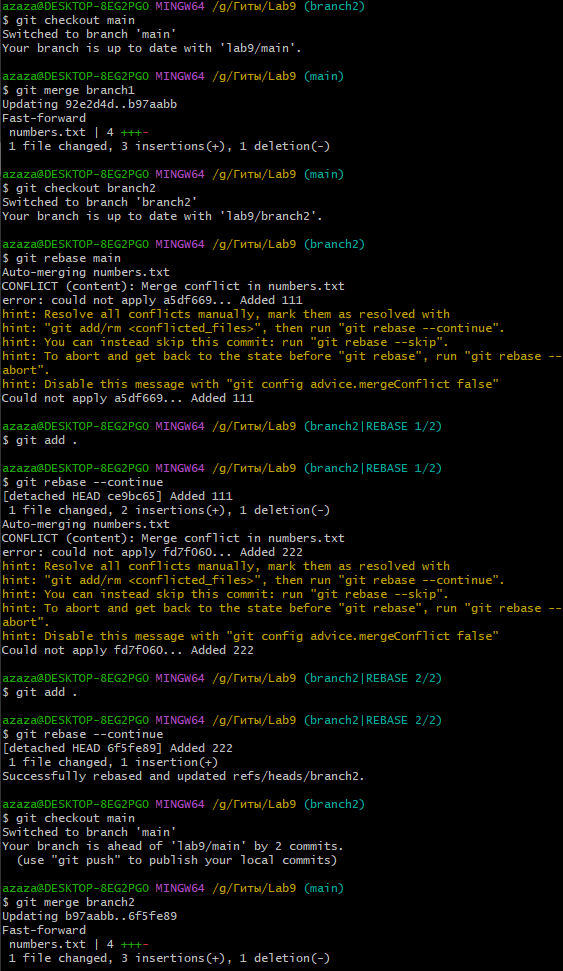 azaza@DESKTOP-8EG2PGO MINGW64 /g/Гиты/Lab9 (branch2)
$ git checkout main
Switched to branch 'main'
Your branch is up to date with 'lab9/main'.
azaza@DESKTOP-8EG2PGO MINGW64 /g/Гиты/Lab9 (main)
$ git merge branch1
Updating 92e2d4d..b97aabb
Fast-forward
 numbers.txt | 4 +++-
 1 file changed, 3 insertions(+), 1 deletion(-)
azaza@DESKTOP-8EG2PGO MINGW64 /g/Гиты/Lab9 (main)
$ git checkout branch2
Switched to branch 'branch2'
Your branch is up to date with 'lab9/branch2'.
azaza@DESKTOP-8EG2PGO MINGW64 /g/Гиты/Lab9 (branch2)
$ git rebase main
Auto-merging numbers.txt
CONFLICT (content): Merge conflict in numbers.txt
error: could not apply a5df669... Added 111
hint: Resolve all conflicts manually, mark them as resolved with
hint: "git add/rm <conflicted_files>", then run "git rebase --continue".
hint: You can instead skip this commit: run "git rebase --skip".
hint: To abort and get back to the state before "git rebase", run "git rebase --
abort".
hint: Disable this message with "git config advice.mergeConflict false"
Could not apply a5df669... Added 111
azaza@DESKTOP-8EG2PGO MINGW64 /g/Гиты/Lab9 (branch2|REBASE 1/2)
$ git add .
azaza@DESKTOP-8EG2PGO MINGW64 /g/Гиты/Lab9 (branch2|REBASE 1/2)
$ git rebase --continue
[detached HEAD ce9bc65] Added 111
 1 file changed, 2 insertions(+), 1 deletion(-)
Auto-merging numbers.txt
CONFLICT (content): Merge conflict in numbers.txt
error: could not apply fd7f060... Added 222
hint: Resolve all conflicts manually, mark them as resolved with
hint: "git add/rm <conflicted_files>", then run "git rebase --continue".
hint: You can instead skip this commit: run "git rebase --skip".
hint: To abort and get back to the state before "git rebase", run "git rebase --
abort".
hint: Disable this message with "git config advice.mergeConflict false"
Could not apply fd7f060... Added 222
azaza@DESKTOP-8EG2PGO MINGW64 /g/Гиты/Lab9 (branch2|REBASE 2/2)
$ git add .
azaza@DESKTOP-8EG2PGO MINGW64 /g/Гиты/Lab9 (branch2|REBASE 2/2)
$ git rebase --continue
[detached HEAD 6f5fe89] Added 222
 1 file changed, 1 insertion(+)
Successfully rebased and updated refs/heads/branch2.
azaza@DESKTOP-8EG2PGO MINGW64 /g/Гиты/Lab9 (branch2)
$ git checkout main
Switched to branch 'main'
Your branch is ahead of 'lab9/main' by 2 commits.
  (use "git push" to publish your local commits)
azaza@DESKTOP-8EG2PGO MINGW64 /g/Гиты/Lab9 (main)
$ git merge branch2
Updating b97aabb..6f5fe89
Fast-forward
 numbers.txt | 4 +++-
 1 file changed, 3 insertions(+), 1 deletion(-)